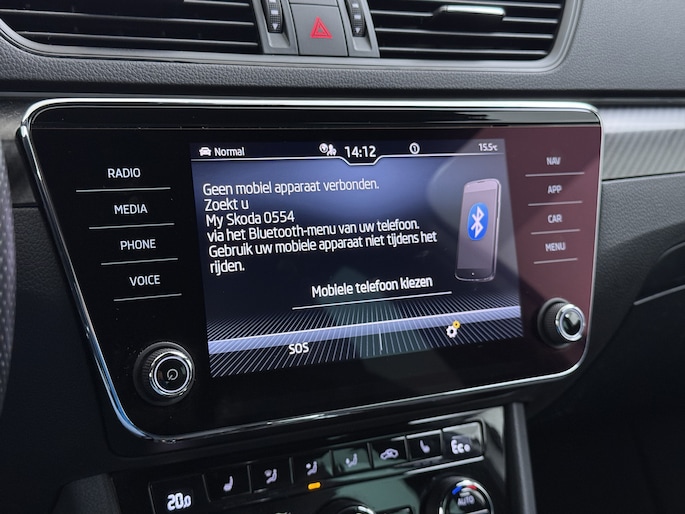 Normal
14:12
15.5°C
RADIO
MEDIA
PHONE
VOICE
Geen mobiel apparaat verbonden.
Zoekt u
My Skoda 0554
via het Bluetooth-menu van uw telefoon.
Gebruik uw mobiele apparaat niet tijdens het
rijden.
Mobiele telefoon kiezen
SOS
NAV
APP
CAR
MENU
20.0
AUTO